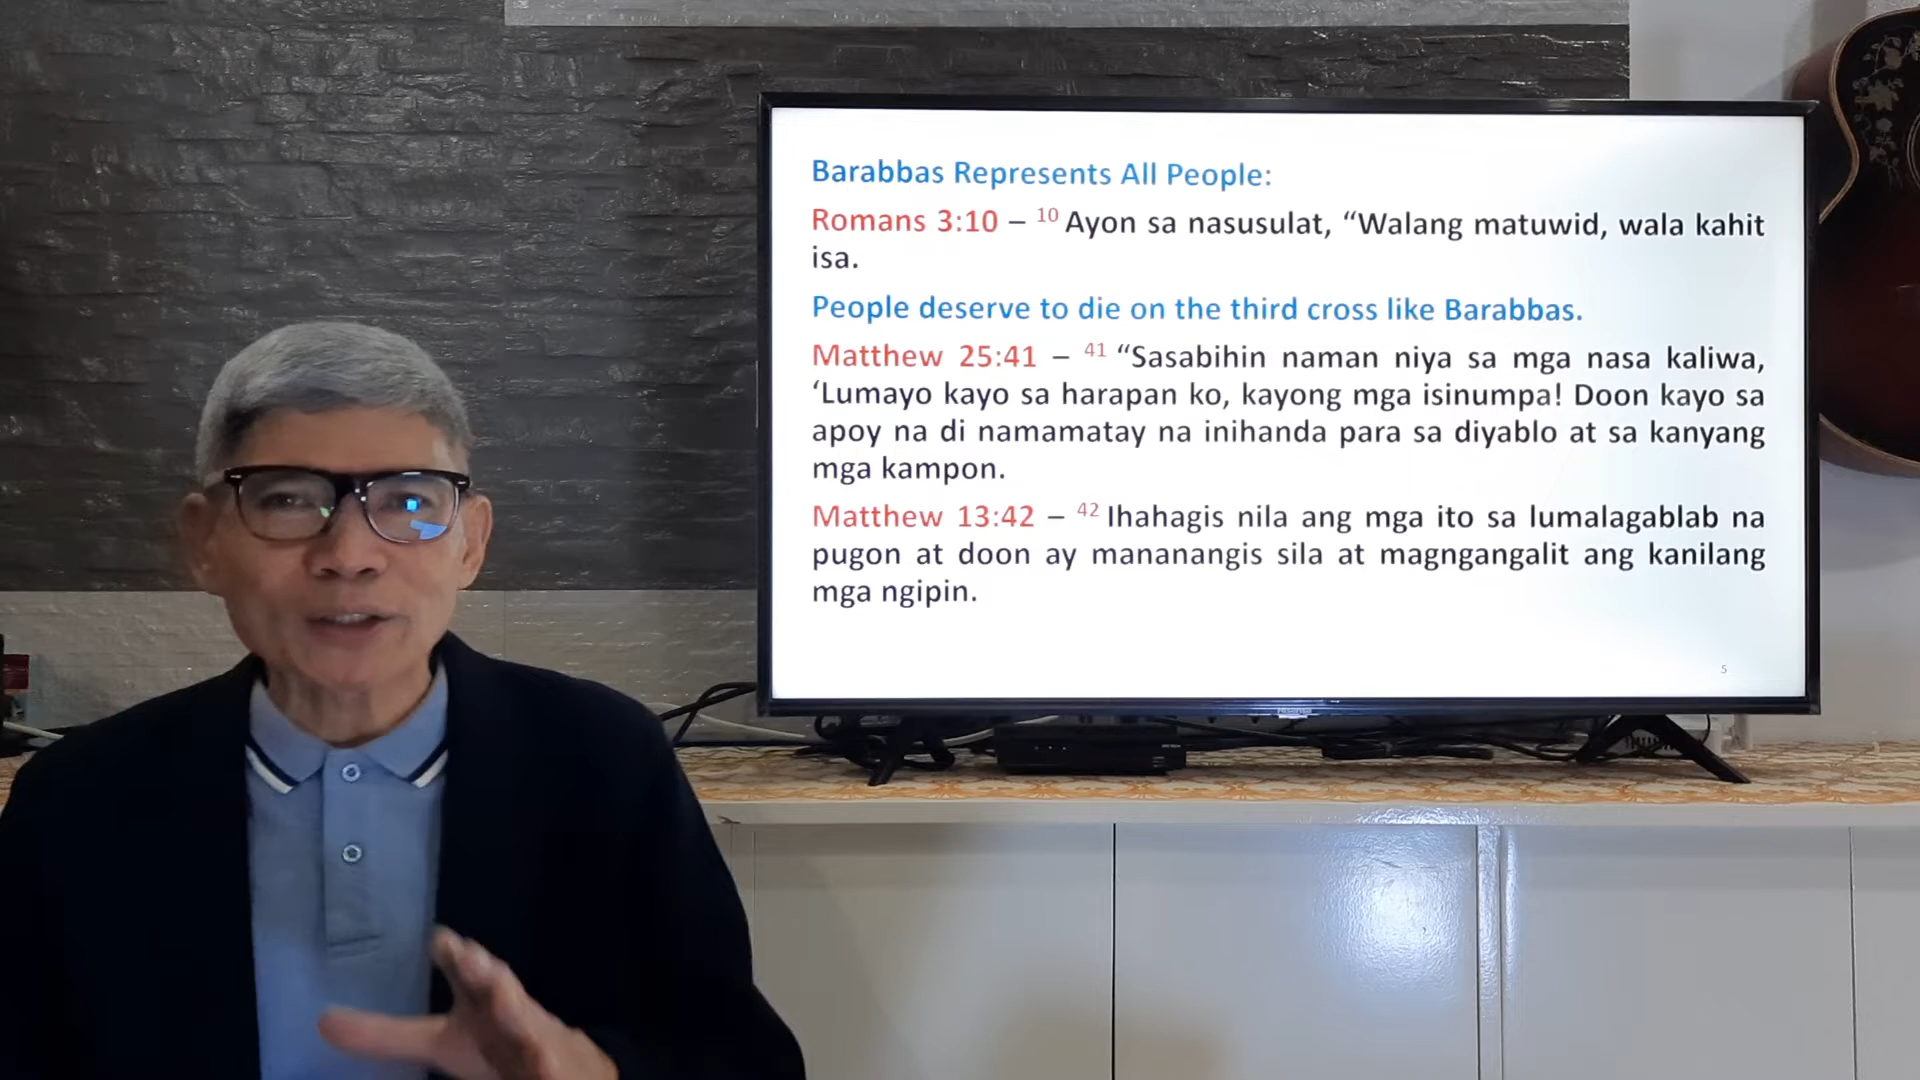 Barabbas Represents All People:
Romans 3:10 – 10 Ayon sa nasusulat, “Walang matuwid, wala kahit
isa.
People deserve to die on the third cross like Barabbas.
Matthew 25:41 – 41 “Sasabihin naman niya sa mga nasa kaliwa,
‘Lumayo kayo sa harapan ko, kayong mga isinumpa! Doon kayo sa
apoy na di namamatay na inihanda para sa diyablo at sa kanyang
mga kampon.
Matthew 13:42 – 42 Ihahagis nila ang mga ito sa lumalagablab na
pugon at doon ay mananangis sila at magngangalit ang kanilang
mga ngipin.
5
Hisense